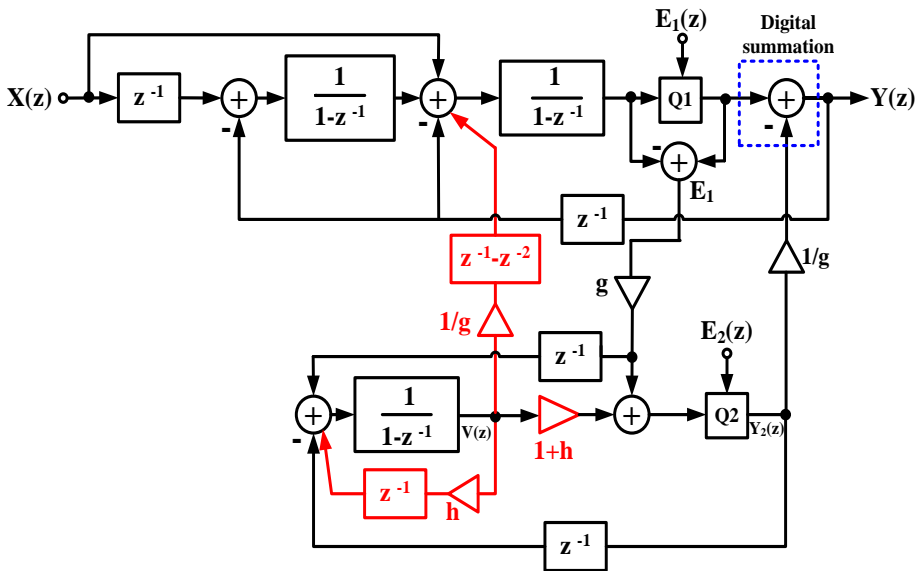 E₁(z)
Digital
summation
X(z)
z⁻¹
+
-
1
1-z⁻¹
+
-
1
1-z⁻¹
Q1
+
-
Y(z)
-
+
E₁
z⁻¹
z⁻¹-z⁻²
1/g
g
1/g
z⁻¹
E₂(z)
+
-
1
1-z⁻¹
V(z)
1+h
+
Q2
Y₂(z)
z⁻¹
h
z⁻¹